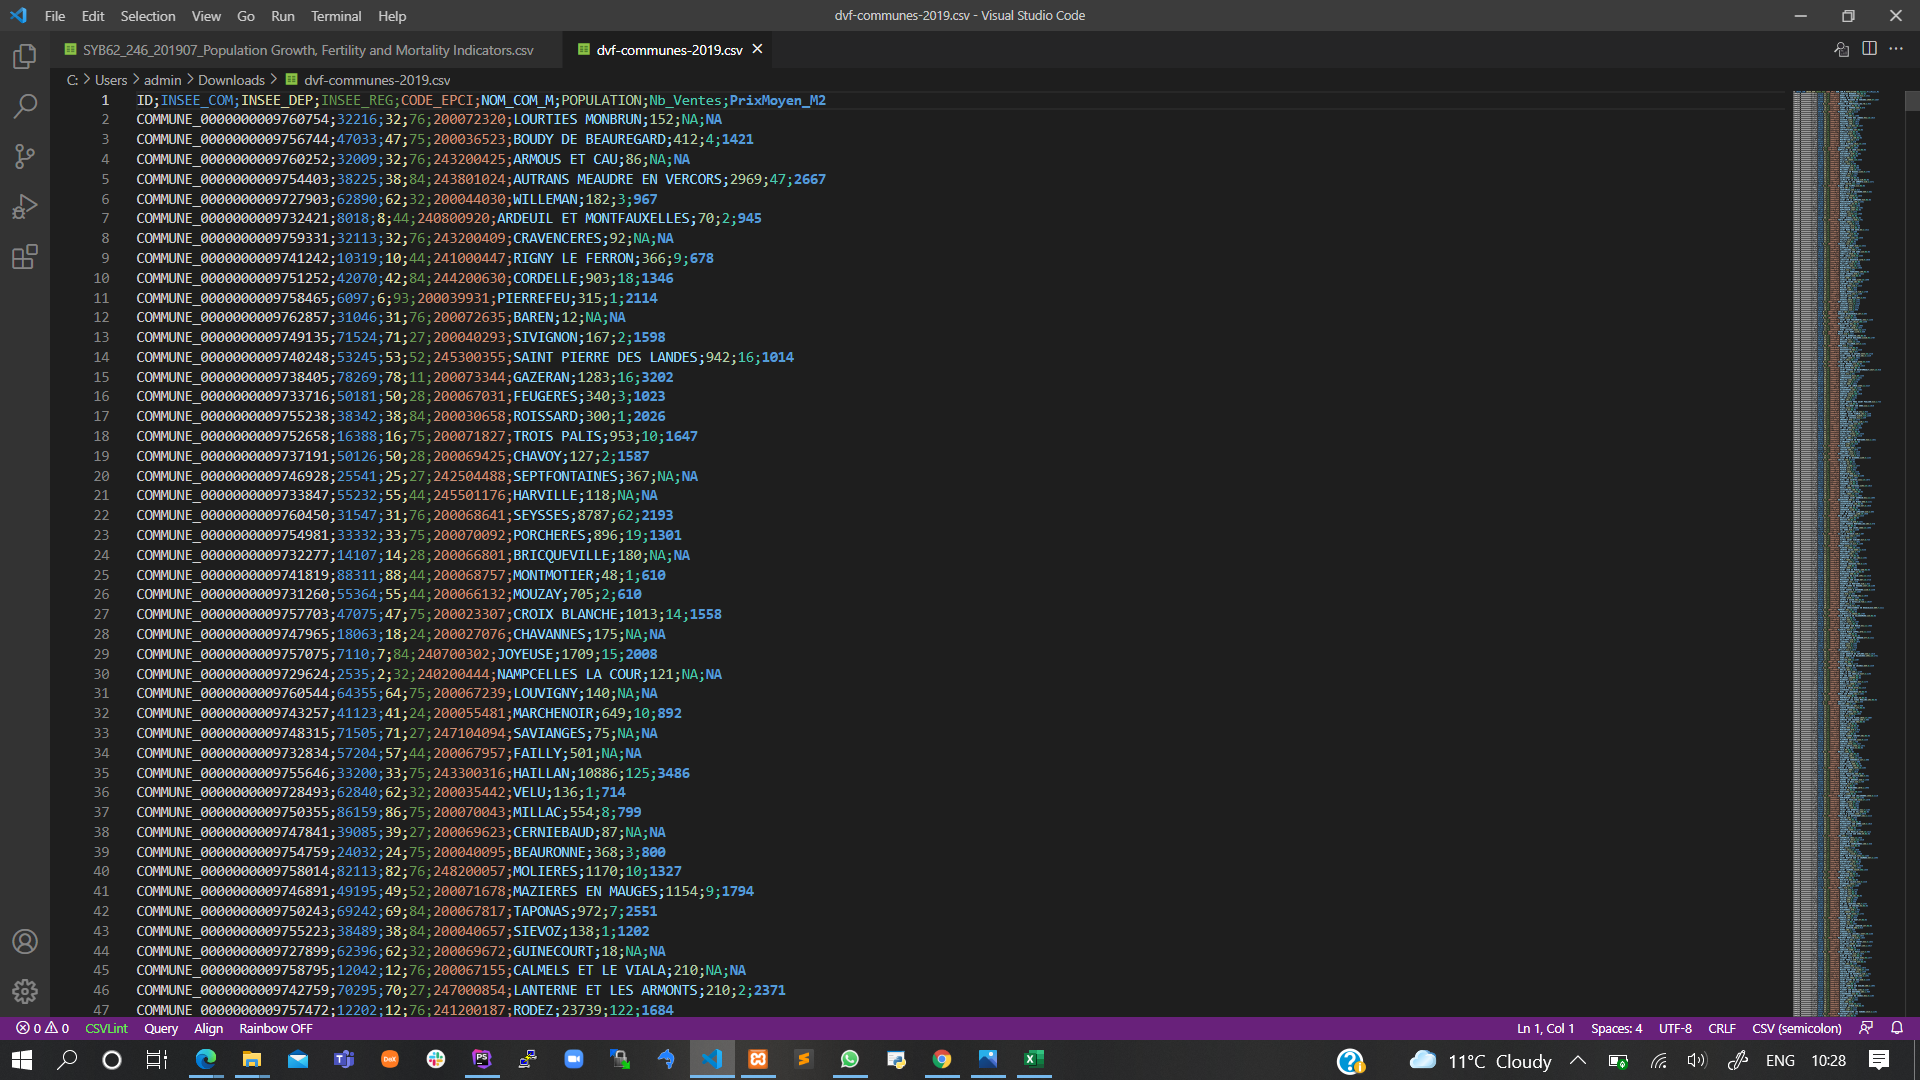 File Edit Selection View Go Run Terminal Help
dvf-communes-2019.csv - Visual Studio Code
SYB62_246_201907_Population Growth, Fertility and Mortality Indicators.csv
dvf-communes-2019.csv
C: > Users > admin > Downloads > dvf-communes-2019.csv
1 ID;INSEE_COM;INSEE_DEP;INSEE_REG;CODE_EPCI;NOM_COM_M;POPULATION;Nb_Ventes;PrixMoyen_M2
2 COMMUNE_0000000009760754;32216;32;76;200072320;LOURTIES MONBRUN;152;NA;NA
3 COMMUNE_0000000009756744;47033;47;75;200036523;BOUDY DE BEAUREGARD;412;4;1421
4 COMMUNE_0000000009760252;32009;32;76;243200425;ARMOUS ET CAU;86;NA;NA
5 COMMUNE_0000000009754403;38225;38;84;243801024;AUTRANS MEAUDRE EN VERCORS;2969;47;2667
6 COMMUNE_0000000009727903;62890;62;32;200044030;WILLEMAN;182;3;967
7 COMMUNE_0000000009732421;8018;8;44;240800920;ARDEUIL ET MONTFAUXELLES;70;2;945
8 COMMUNE_0000000009759331;32113;32;76;243200409;CRAVENCERES;92;NA;NA
9 COMMUNE_0000000009741242;10319;10;44;241000447;RIGNY LE FERRON;366;9;678
10 COMMUNE_0000000009751252;42070;42;84;244200630;CORDELLE;903;18;1346
11 COMMUNE_0000000009758465;6097;6;93;200039931;PIERREFEU;315;1;2114
12 COMMUNE_0000000009762857;31046;31;76;200072635;BAREN;12;NA;NA
13 COMMUNE_0000000009749135;71524;71;27;200040293;SIVIGNON;167;2;1598
14 COMMUNE_0000000009740248;53245;53;52;245300355;SAINT PIERRE DES LANDES;942;16;1014
15 COMMUNE_0000000009738405;78269;78;11;200073344;GAZERAN;1283;16;3202
16 COMMUNE_0000000009733716;50181;50;28;200067031;FEUGERES;340;3;1023
17 COMMUNE_0000000009755238;38342;38;84;200030658;ROISSARD;300;1;2026
18 COMMUNE_0000000009752658;16388;16;75;200071827;TROIS PALIS;953;10;1647
19 COMMUNE_0000000009737191;50126;50;28;200069425;CHAVOY;127;2;1587
20 COMMUNE_0000000009746928;25541;25;27;242504488;SEPTFONTAINES;367;NA;NA
21 COMMUNE_0000000009733847;55232;55;44;245501176;HARVILLE;118;NA;NA
22 COMMUNE_0000000009760450;31547;31;76;200068641;SEYSSES;8787;62;2193
23 COMMUNE_0000000009754981;33332;33;75;200070092;PORCHERES;896;19;1301
24 COMMUNE_0000000009732277;14107;14;28;200066801;BRICQUEVILLE;180;NA;NA
25 COMMUNE_0000000009741819;88311;88;44;200068757;MONTMOTIER;48;1;610
26 COMMUNE_0000000009731260;55364;55;44;200066132;MOUZAY;705;2;610
27 COMMUNE_0000000009757703;47075;47;75;200023307;CROIX BLANCHE;1013;14;1558
28 COMMUNE_0000000009747965;18063;18;24;200027076;CHAVANNES;175;NA;NA
29 COMMUNE_0000000009757075;7110;7;84;240700302;JOYEUSE;1709;15;2008
30 COMMUNE_0000000009729624;2535;2;32;240200444;NAMPCELLES LA COUR;121;NA;NA
31 COMMUNE_0000000009760544;64355;64;75;200067239;LOUVIGNY;140;NA;NA
32 COMMUNE_0000000009743257;41123;41;24;200055481;MARCHENOIR;649;10;892
33 COMMUNE_0000000009748315;71505;71;27;247104094;SAVIANGES;75;NA;NA
34 COMMUNE_0000000009732834;57204;57;44;200067957;FAILLY;501;NA;NA
35 COMMUNE_0000000009755646;33200;33;75;243300316;HAILLAN;10886;125;3486
36 COMMUNE_0000000009728493;62840;62;32;200035442;VELU;136;1;714
37 COMMUNE_0000000009750355;86159;86;75;200070043;MILLAC;554;8;799
38 COMMUNE_0000000009747841;39085;39;27;200069623;CERNIEBAUD;87;NA;NA
39 COMMUNE_0000000009754759;24032;24;75;200040095;BEAURONNE;368;3;800
40 COMMUNE_0000000009758014;82113;82;76;248200057;MOLIERES;1170;10;1327
41 COMMUNE_0000000009746891;49195;49;52;200071678;MAZIERES EN MAUGES;1154;9;1794
42 COMMUNE_0000000009750243;69242;69;84;200067817;TAPONAS;972;7;2551
43 COMMUNE_0000000009755223;38489;38;84;200040657;SIEVOZ;138;1;1202
44 COMMUNE_0000000009727899;62396;62;32;200069672;GUINECOURT;18;NA;NA
45 COMMUNE_0000000009758795;12042;12;76;200067155;CALMELS ET LE VIALA;210;NA;NA
46 COMMUNE_0000000009742759;70295;70;27;247000854;LANTERNE ET LES ARMONTS;210;2;2371
47 COMMUNE_0000000009757472;12202;12;76;241200187;RODEZ;23739;122;1684
0 0 CSVLint Query Align Rainbow OFF
Ln 1, Col 1 Spaces: 4 UTF-8 CRLF CSV (semicolon)
11°C Cloudy ENG 10:28